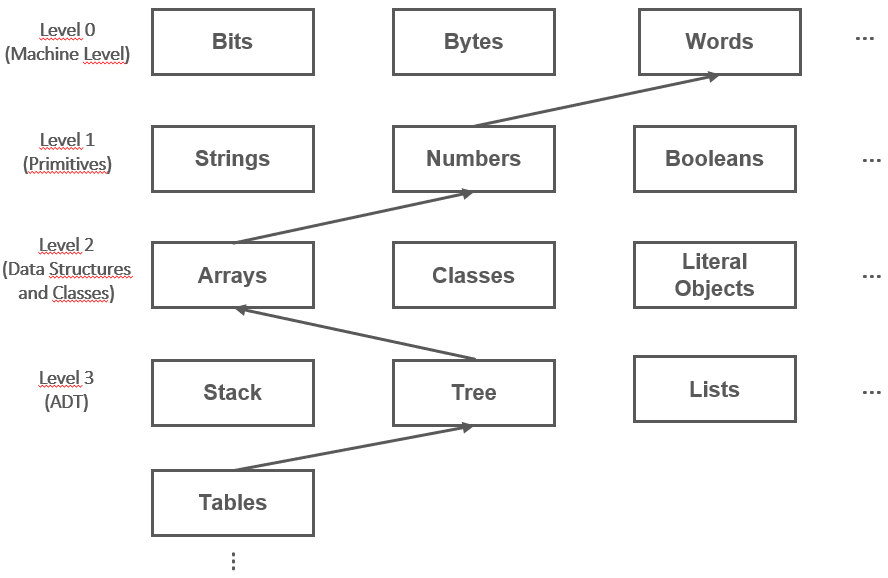 Level 0
(Machine Level)
Bits
Bytes
Words
...
Level 1
(Primitives)
Strings
Numbers
Booleans
...
Level 2
(Data Structures
and Classes)
Arrays
Classes
Literal
Objects
...
Level 3
(ADT)
Stack
Tree
Lists
...
Tables
...